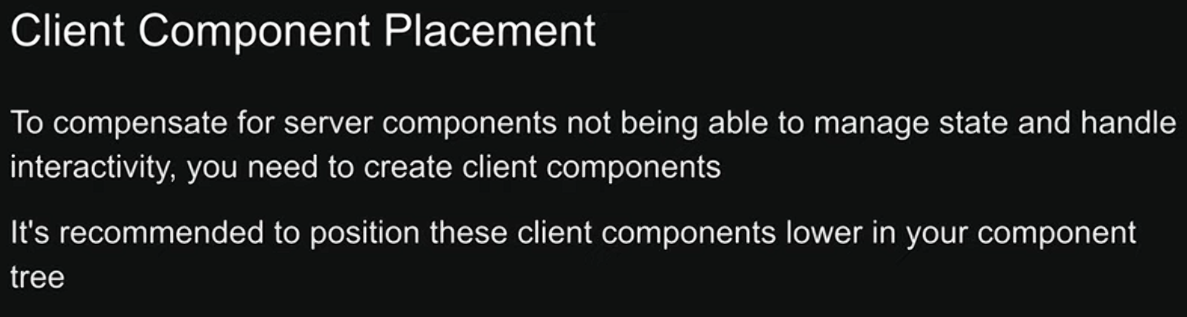 Client Component Placement
To compensate for server components not being able to manage state and handle
interactivity, you need to create client components
It's recommended to position these client components lower in your component
tree